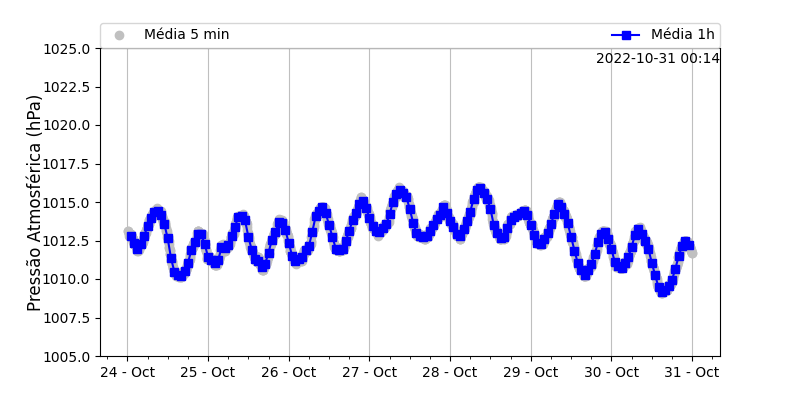 Média 5 min
Média 1h
2022-10-31 00:14
Pressão Atmosférica (hPa)
1025.0
1022.5
1020.0
1017.5
1015.0
1012.5
1010.0
1007.5
1005.0
24 - Oct
25 - Oct
26 - Oct
27 - Oct
28 - Oct
29 - Oct
30 - Oct
31 - Oct